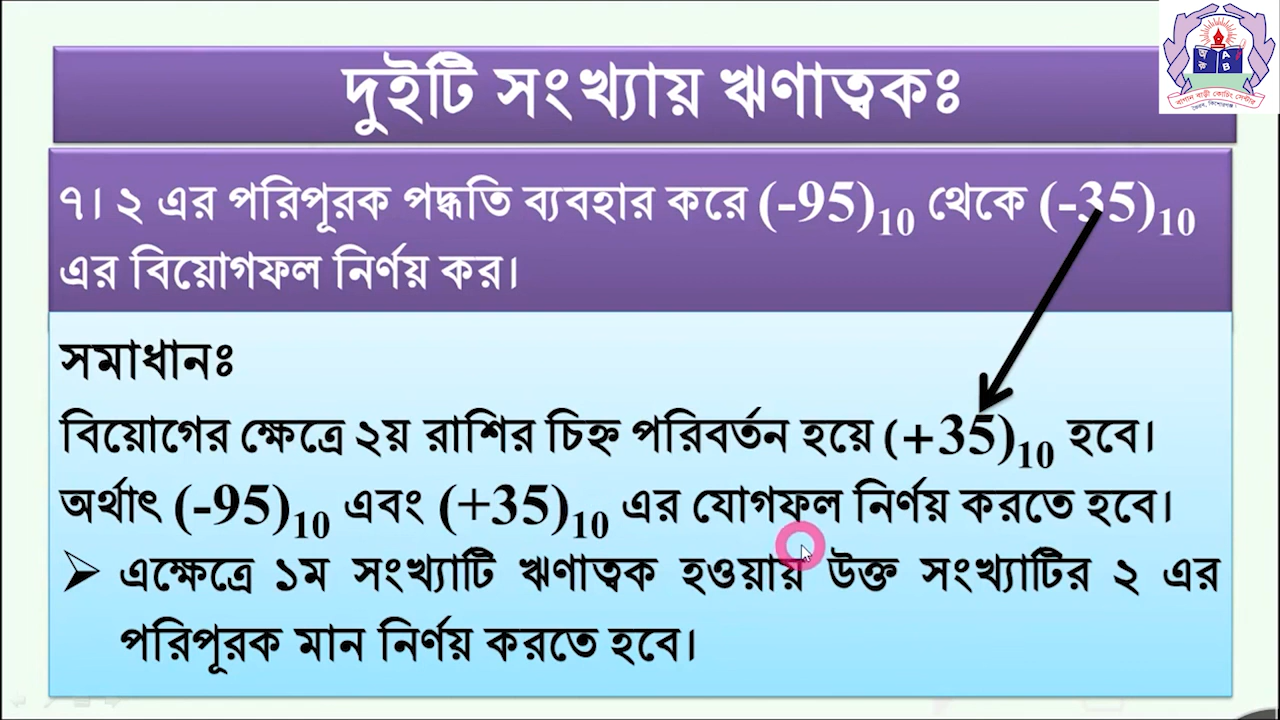 দুইটি সংখ্যায় ঋণাত্বকঃ
৭। ২ এর পরিপূরক পদ্ধতি ব্যবহার করে (-95)₁₀ থেকে (-35)₁₀
এর বিয়োগফল নির্ণয় কর।
সমাধানঃ
বিয়োগের ক্ষেত্রে ২য় রাশির চিহ্ন পরিবর্তন হয়ে (+35)₁₀ হবে।
অর্থাৎ (-95)₁₀ এবং (+35)₁₀ এর যোগফল নির্ণয় করতে হবে।
➢ এক্ষেত্রে ১ম সংখ্যাটি ঋণাত্বক হওয়ায় উক্ত সংখ্যাটির ২ এর
পরিপূরক মান নির্ণয় করতে হবে।
A
B
বাগান বাড়ী কোচিং সেন্টার
ভৈরব, কিশোরগঞ্জ।